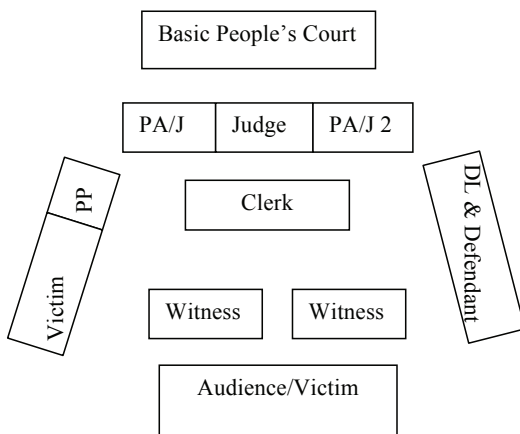 Basic People’s Court
PA/J Judge PA/J 2
Clerk
PP
Victim
DL & Defendant
Witness Witness
Audience/Victim